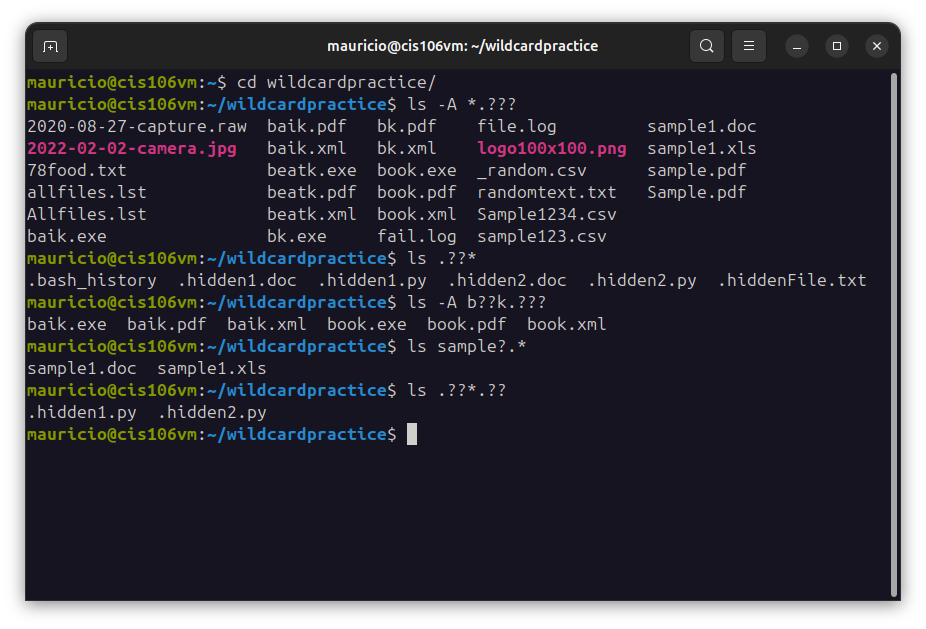 mauricio@cis106vm: ~/wildcardpractice
mauricio@cis106vm:~$ cd wildcardpractice/
mauricio@cis106vm:~/wildcardpractice$ ls -A *.???
2020-08-27-capture.raw  baik.pdf   bk.pdf    file.log         sample1.doc
2022-02-02-camera.jpg   baik.xml   bk.xml    logo100x100.png  sample1.xls
78food.txt              beatk.exe  book.exe  _random.csv      sample.pdf
allfiles.lst            beatk.pdf  book.pdf  randomtext.txt   Sample.pdf
Allfiles.lst            beatk.xml  book.xml  Sample1234.csv
baik.exe                bk.exe     fail.log  sample123.csv
mauricio@cis106vm:~/wildcardpractice$ ls .??*
.bash_history  .hidden1.doc  .hidden1.py  .hidden2.doc  .hidden2.py  .hiddenFile.txt
mauricio@cis106vm:~/wildcardpractice$ ls -A b??k.???
baik.exe  baik.pdf  baik.xml  book.exe  book.pdf  book.xml
mauricio@cis106vm:~/wildcardpractice$ ls sample?.*
sample1.doc  sample1.xls
mauricio@cis106vm:~/wildcardpractice$ ls .??*.??
.hidden1.py  .hidden2.py
mauricio@cis106vm:~/wildcardpractice$